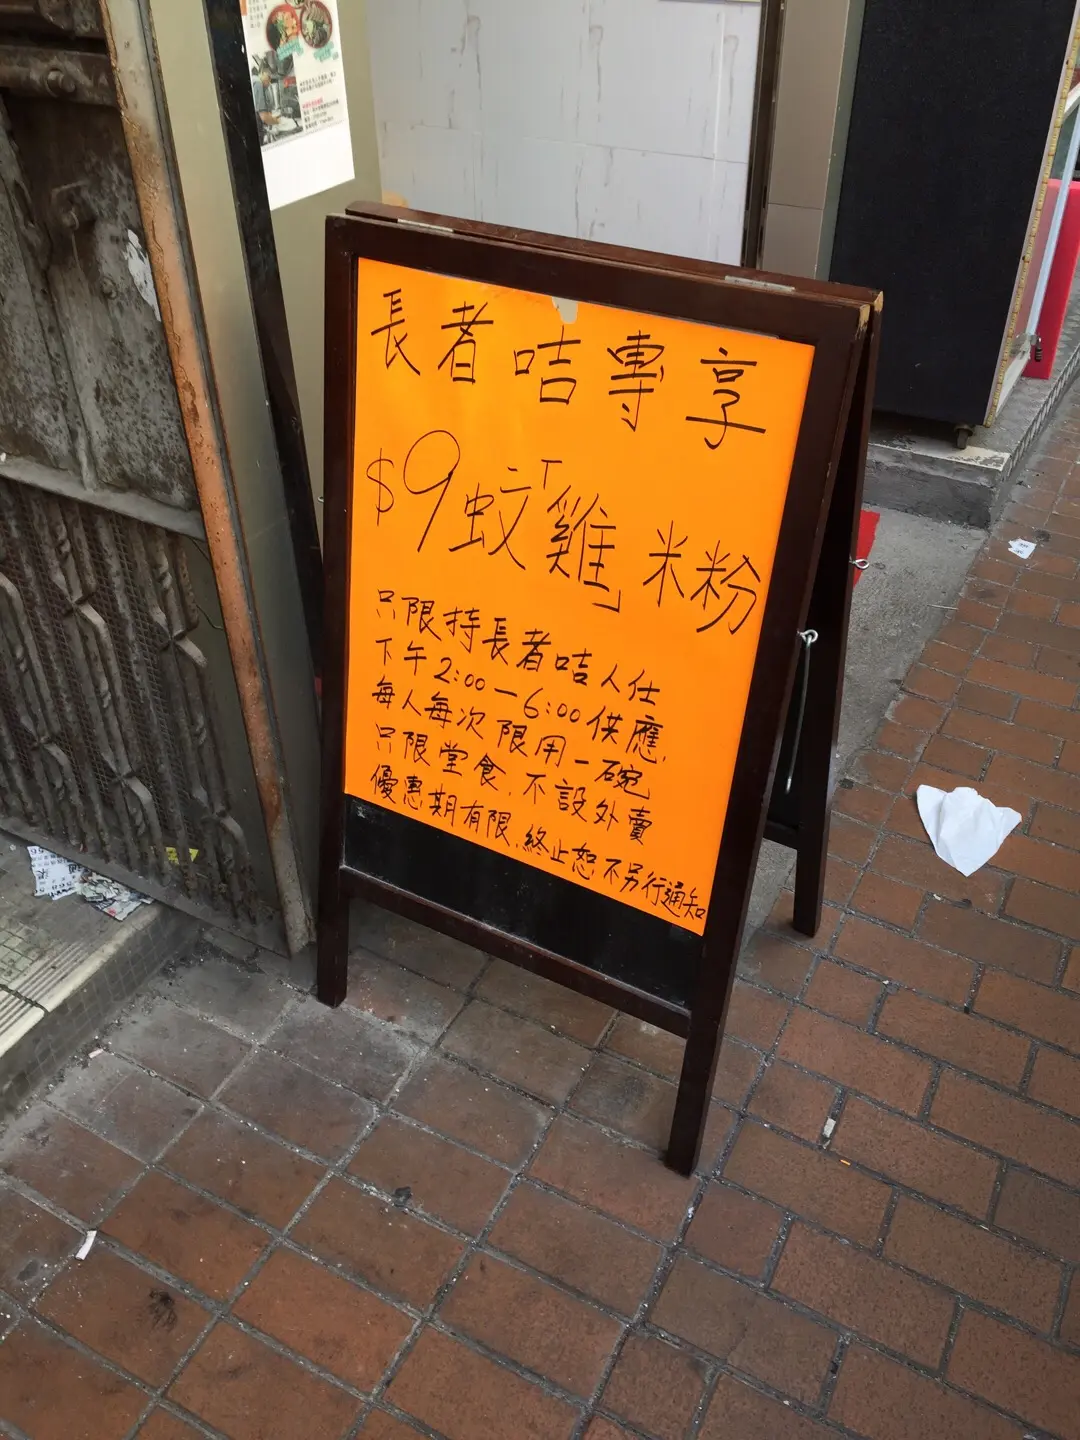 長者咭專享
$9蚊「雞」米粉
只限持長者咭人仕
下午2:00—6:00供應.
每人每次限用一碗
只限堂食.不設外賣
優惠期有限.終止恕不另行通知